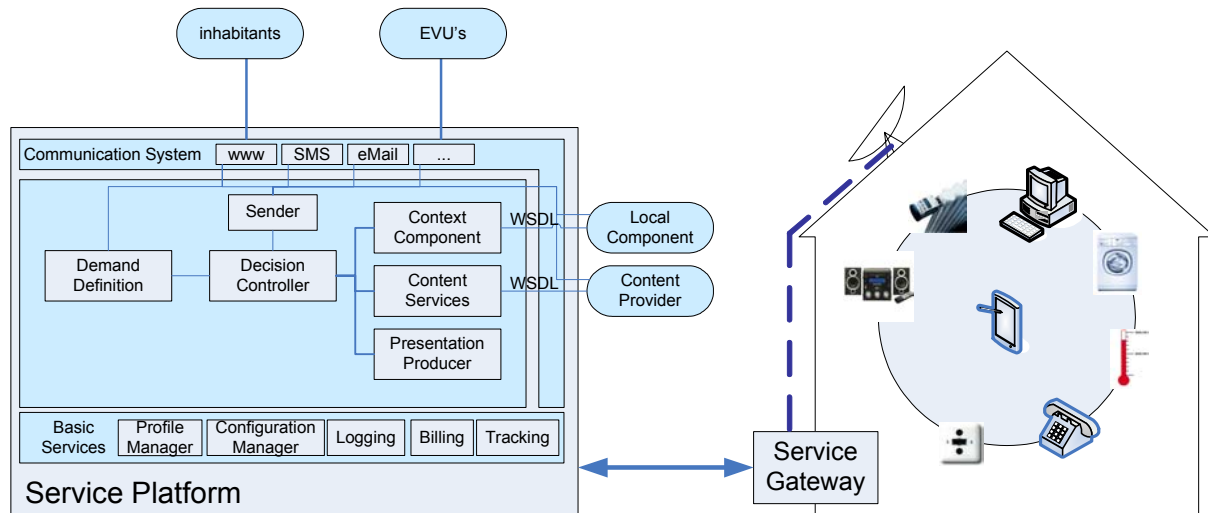 inhabitants
EVU's
Communication System
www
SMS
eMail
...
Sender
Context
Component
WSDL
Local
Component
Demand
Definition
Decision
Controller
Content
Services
WSDL
Content
Provider
Presentation
Producer
Basic
Services
Profile
Manager
Configuration
Manager
Logging
Billing
Tracking
Service Platform
Service
Gateway